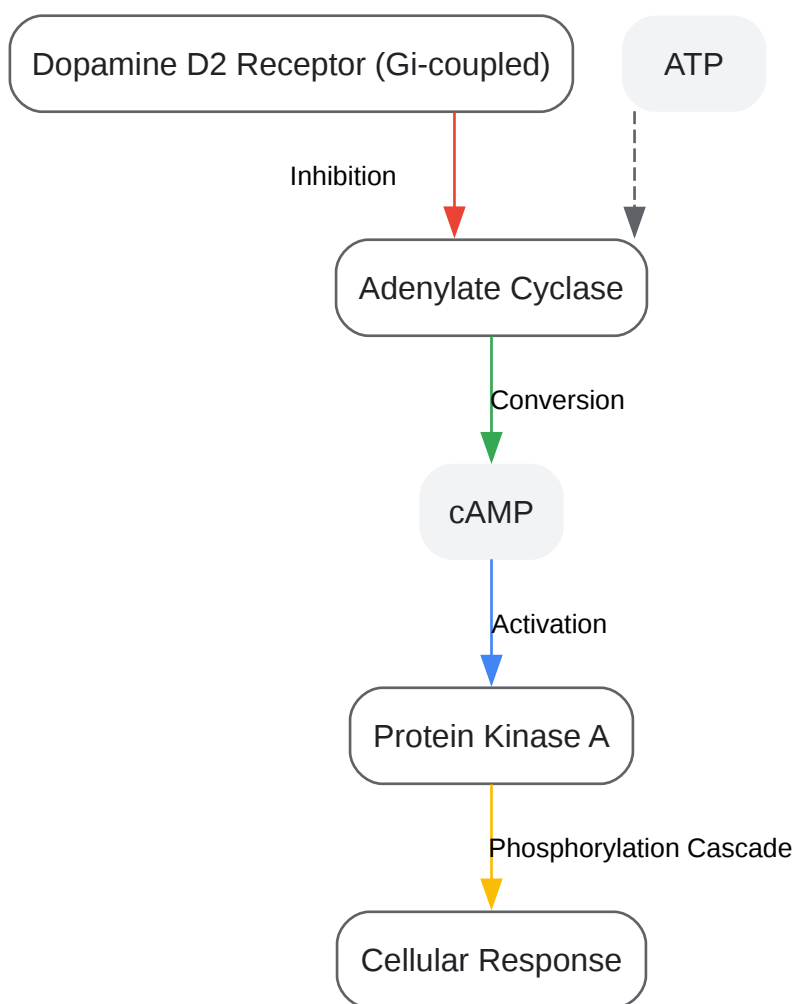 Dopamine D2 Receptor (Gi-coupled)
ATP
Inhibition
Adenylate Cyclase
Conversion
cAMP
Activation
Protein Kinase A
Phosphorylation Cascade
Cellular Response